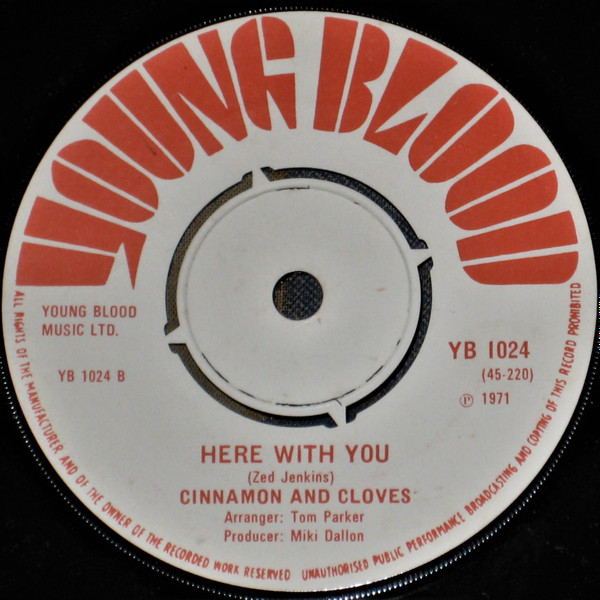 YOUNG BLOOD
YOUNG BLOOD
MUSIC LTD.
YB 1024 B
YB 1024
(45-220)
℗ 1971
HERE WITH YOU
(Zed Jenkins)
CINNAMON AND CLOVES
Arranger: Tom Parker
Producer: Miki Dallon
ALL RIGHTS OF THE MANUFACTURER AND OF THE OWNER OF THE RECORDED WORK RESERVED UNAUTHORISED PUBLIC PERFORMANCE BROADCASTING AND COPYING OF THIS RECORD PROHIBITED